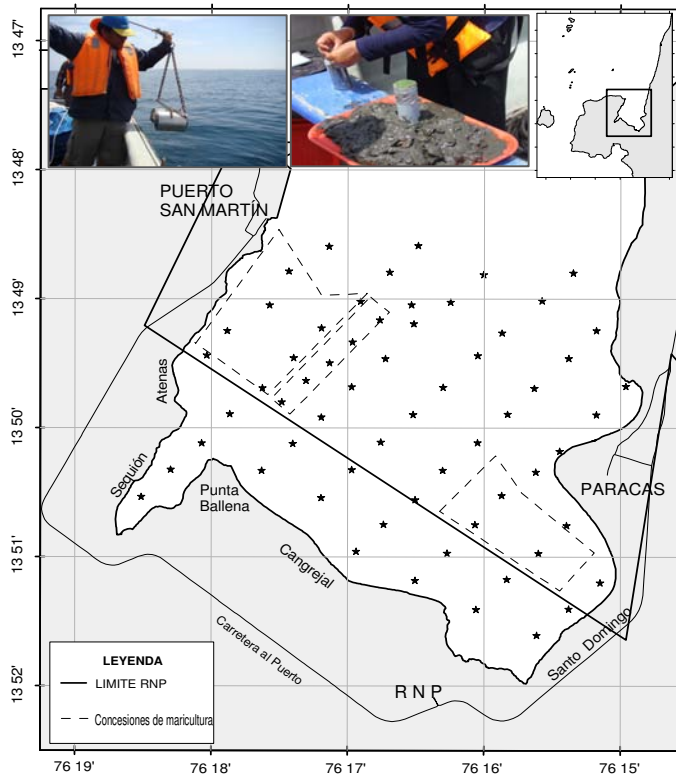 13 47'
13 48'
13 49'
13 50'
13 51'
13 52'
PUERTO
SAN MARTÍN
Atenas
Sequión
Punta
Ballena
Cangrejal
PARACAS
Santo Domingo
Carretera al Puerto
R N P
LEYENDA
LIMITE RNP
Concesiones de maricultura
76 19'
76 18'
76 17'
76 16'
76 15'